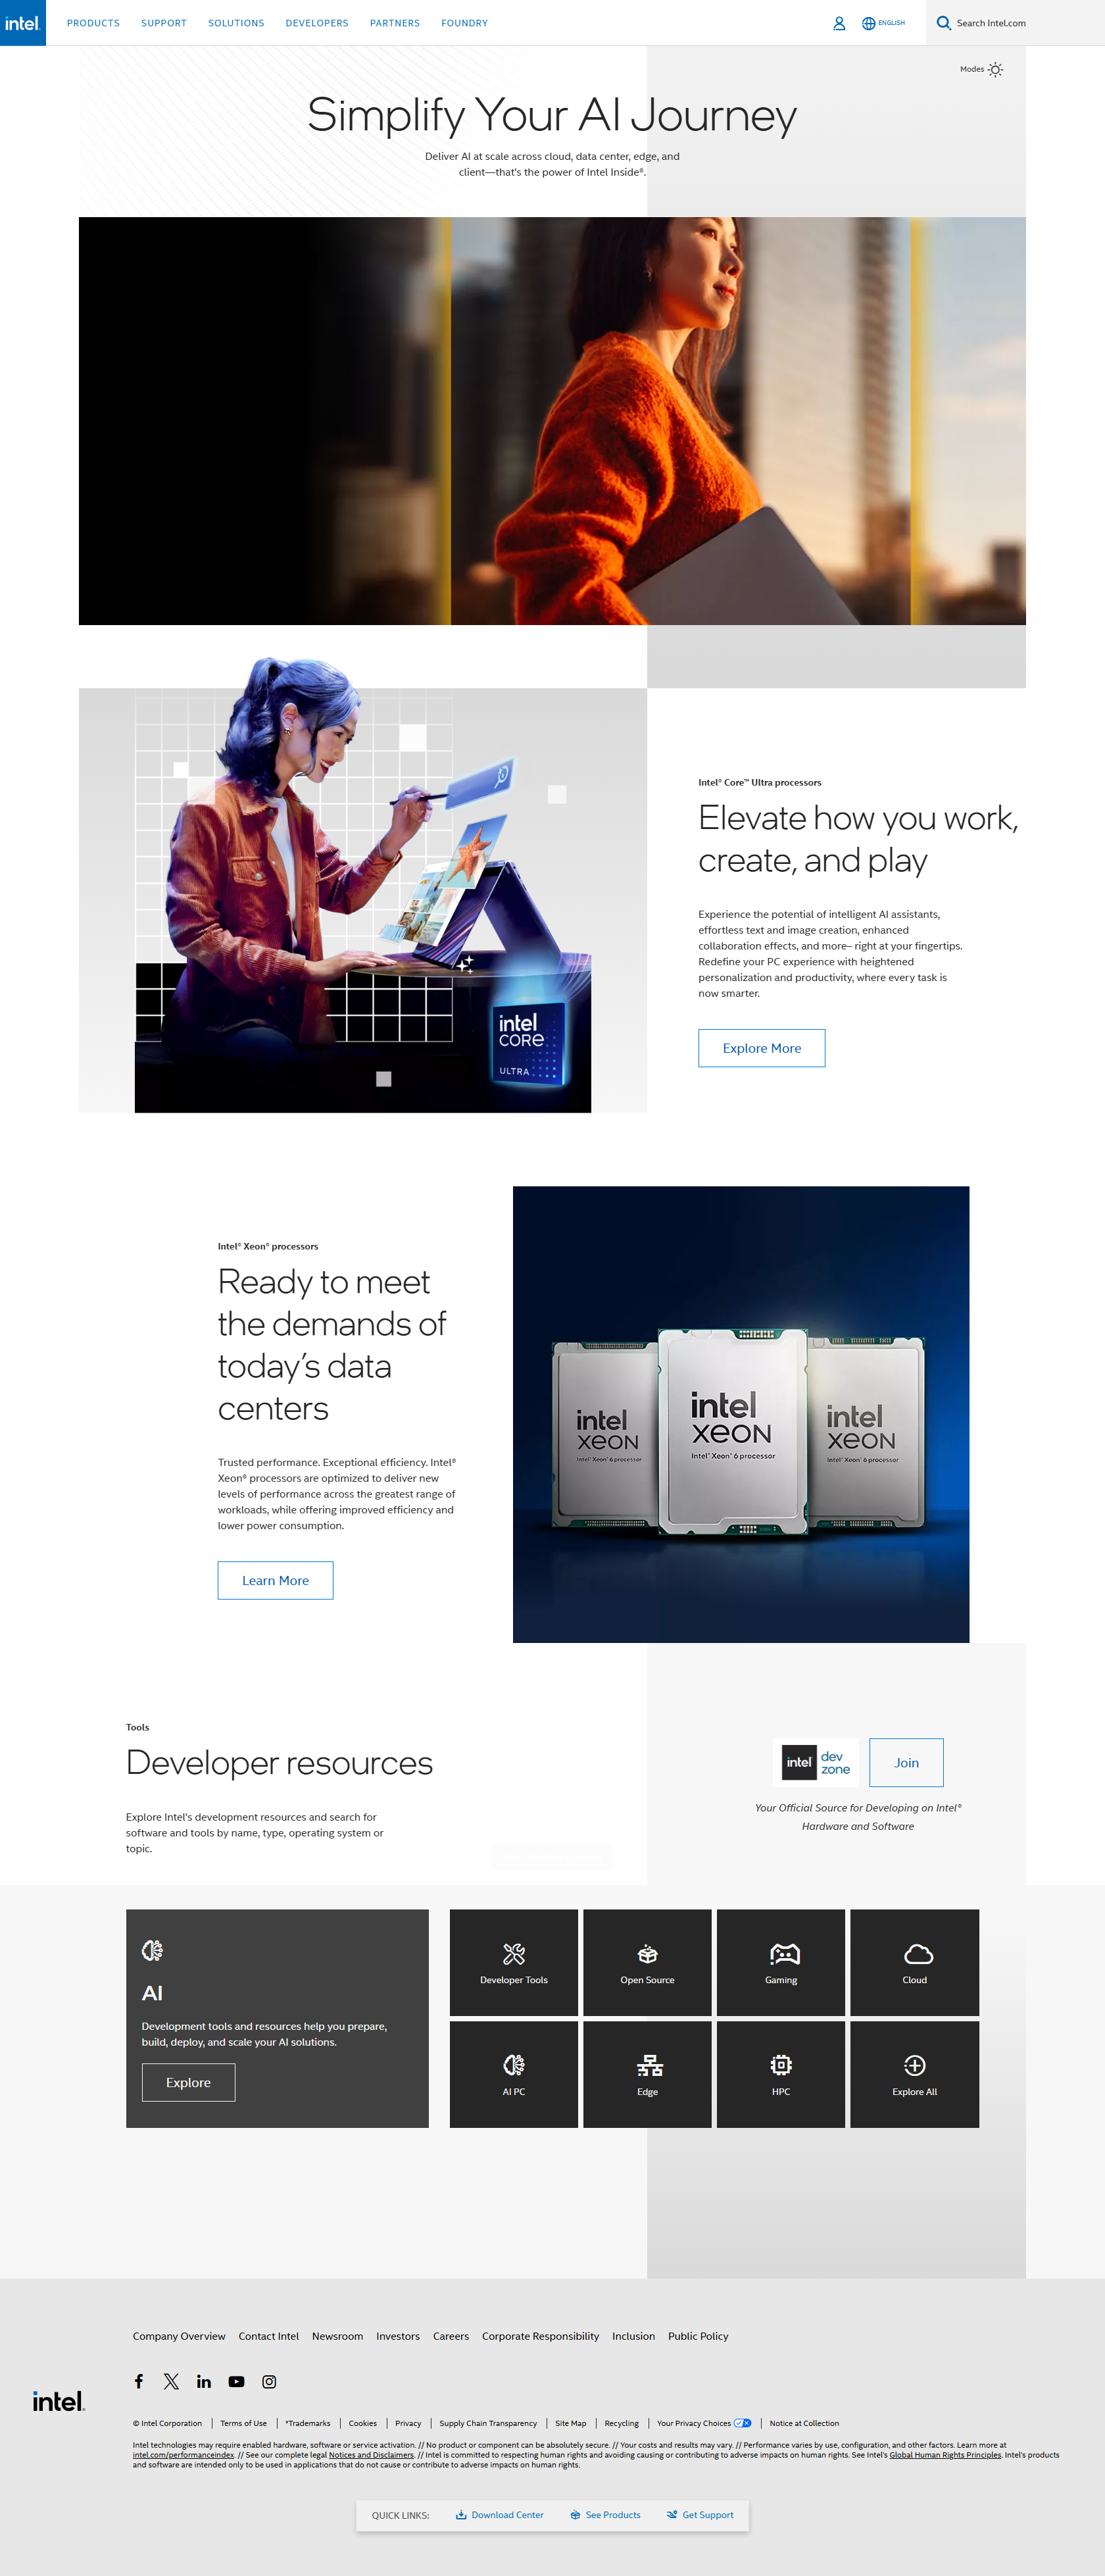 intel.
PRODUCTS SUPPORT SOLUTIONS DEVELOPERS PARTNERS FOUNDRY
ENGLISH
Search Intel.com
Modes
Simplify Your AI Journey
Deliver AI at scale across cloud, data center, edge, and
client—that's the power of Intel Inside®.
Intel® Core™ Ultra processors
Elevate how you work,
create, and play
Experience the potential of intelligent AI assistants,
effortless text and image creation, enhanced
collaboration effects, and more– right at your fingertips.
Redefine your PC experience with heightened
personalization and productivity, where every task is
now smarter.
Explore More
intel
CORE
ULTRA
Intel® Xeon® processors
Ready to meet
the demands of
today's data
centers
Trusted performance. Exceptional efficiency. Intel®
Xeon® processors are optimized to deliver new
levels of performance across the greatest range of
workloads, while offering improved efficiency and
lower power consumption.
Learn More
intel
xeon
Intel® Xeon® 6 processor
intel
xeon
Intel® Xeon® 6 processor
intel
xeon
Intel® Xeon® 6 processor
Tools
Developer resources
Explore Intel's development resources and search for
software and tools by name, type, operating system or
topic.
intel dev
zone
Join
Your Official Source for Developing on Intel®
Hardware and Software
AI
Development tools and resources help you prepare,
build, deploy, and scale your AI solutions.
Explore
Developer Tools
Open Source
Gaming
Cloud
AI PC
Edge
HPC
Explore All
Company Overview Contact Intel Newsroom Investors Careers Corporate Responsibility Inclusion Public Policy
intel.
© Intel Corporation | Terms of Use | *Trademarks | Cookies | Privacy | Supply Chain Transparency | Site Map | Recycling | Your Privacy Choices | Notice at Collection
Intel technologies may require enabled hardware, software or service activation. // No product or component can be absolutely secure. // Your costs and results may vary. // Performance varies by use, configuration, and other factors. Learn more at
intel.com/performanceindex. // See our complete legal Notices and Disclaimers. // Intel is committed to respecting human rights and avoiding causing or contributing to adverse impacts on human rights. See Intel's Global Human Rights Principles. Intel's products
and software are intended only to be used in applications that do not cause or contribute to adverse impacts on human rights.
QUICK LINKS: Download Center See Products Get Support